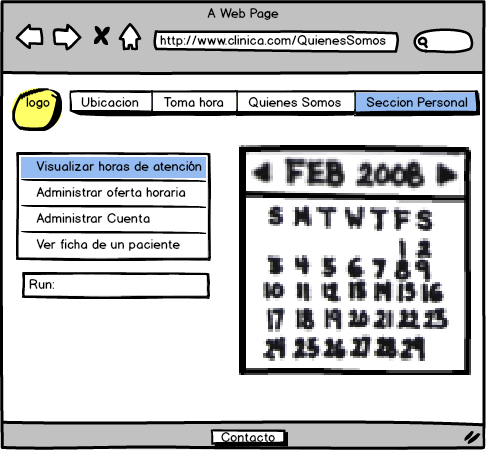 A Web Page
http://www.clinica.com/QuienesSomos
logo
Ubicacion Toma hora Quienes Somos Seccion Personal
Visualizar horas de atención
Administrar oferta horaria
Administrar Cuenta
Ver ficha de un paciente
Run:
FEB 2008
S M T W T F S
1 2
3 4 5 6 7 8 9
10 11 12 13 14 15 16
17 18 19 20 21 22 23
24 25 26 27 28 29
Contacto